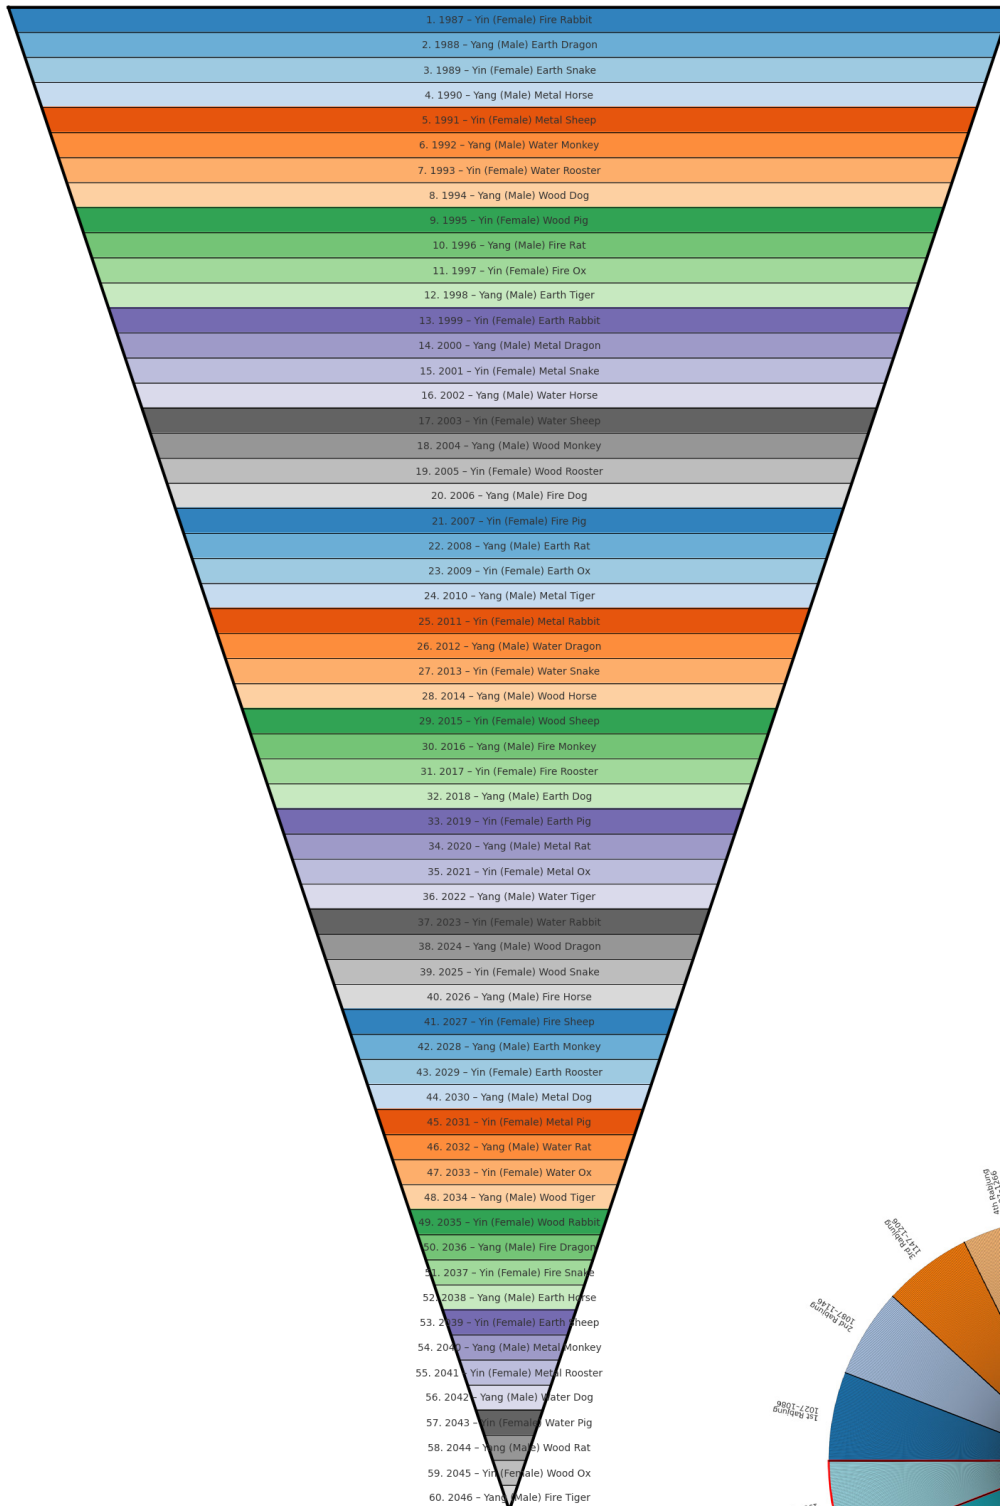 1. 1987 – Yin (Female) Fire Rabbit
2. 1988 – Yang (Male) Earth Dragon
3. 1989 – Yin (Female) Earth Snake
4. 1990 – Yang (Male) Metal Horse
5. 1991 – Yin (Female) Metal Sheep
6. 1992 – Yang (Male) Water Monkey
7. 1993 – Yin (Female) Water Rooster
8. 1994 – Yang (Male) Wood Dog
9. 1995 – Yin (Female) Wood Pig
10. 1996 – Yang (Male) Fire Rat
11. 1997 – Yin (Female) Fire Ox
12. 1998 – Yang (Male) Earth Tiger
13. 1999 – Yin (Female) Earth Rabbit
14. 2000 – Yang (Male) Metal Dragon
15. 2001 – Yin (Female) Metal Snake
16. 2002 – Yang (Male) Water Horse
17. 2003 – Yin (Female) Water Sheep
18. 2004 – Yang (Male) Wood Monkey
19. 2005 – Yin (Female) Wood Rooster
20. 2006 – Yang (Male) Fire Dog
21. 2007 – Yin (Female) Fire Pig
22. 2008 – Yang (Male) Earth Rat
23. 2009 – Yin (Female) Earth Ox
24. 2010 – Yang (Male) Metal Tiger
25. 2011 – Yin (Female) Metal Rabbit
26. 2012 – Yang (Male) Water Dragon
27. 2013 – Yin (Female) Water Snake
28. 2014 – Yang (Male) Wood Horse
29. 2015 – Yin (Female) Wood Sheep
30. 2016 – Yang (Male) Fire Monkey
31. 2017 – Yin (Female) Fire Rooster
32. 2018 – Yang (Male) Earth Dog
33. 2019 – Yin (Female) Earth Pig
34. 2020 – Yang (Male) Metal Rat
35. 2021 – Yin (Female) Metal Ox
36. 2022 – Yang (Male) Water Tiger
37. 2023 – Yin (Female) Water Rabbit
38. 2024 – Yang (Male) Wood Dragon
39. 2025 – Yin (Female) Wood Snake
40. 2026 – Yang (Male) Fire Horse
41. 2027 – Yin (Female) Fire Sheep
42. 2028 – Yang (Male) Earth Monkey
43. 2029 – Yin (Female) Earth Rooster
44. 2030 – Yang (Male) Metal Dog
45. 2031 – Yin (Female) Metal Pig
46. 2032 – Yang (Male) Water Rat
47. 2033 – Yin (Female) Water Ox
48. 2034 – Yang (Male) Wood Tiger
49. 2035 – Yin (Female) Wood Rabbit
50. 2036 – Yang (Male) Fire Dragon
51. 2037 – Yin (Female) Fire Snake
52. 2038 – Yang (Male) Earth Horse
53. 2039 – Yin (Female) Earth Sheep
54. 2040 – Yang (Male) Metal Monkey
55. 2041 – Yin (Female) Metal Rooster
56. 2042 – Yang (Male) Water Dog
57. 2043 – Yin (Female) Water Pig
58. 2044 – Yang (Male) Wood Rat
59. 2045 – Yin (Female) Wood Ox
60. 2046 – Yang (Male) Fire Tiger
4th Rabjung
3rd Rabjung
1147-1206
2nd Rabjung
1087-1146
1st Rabjung
1027-1086